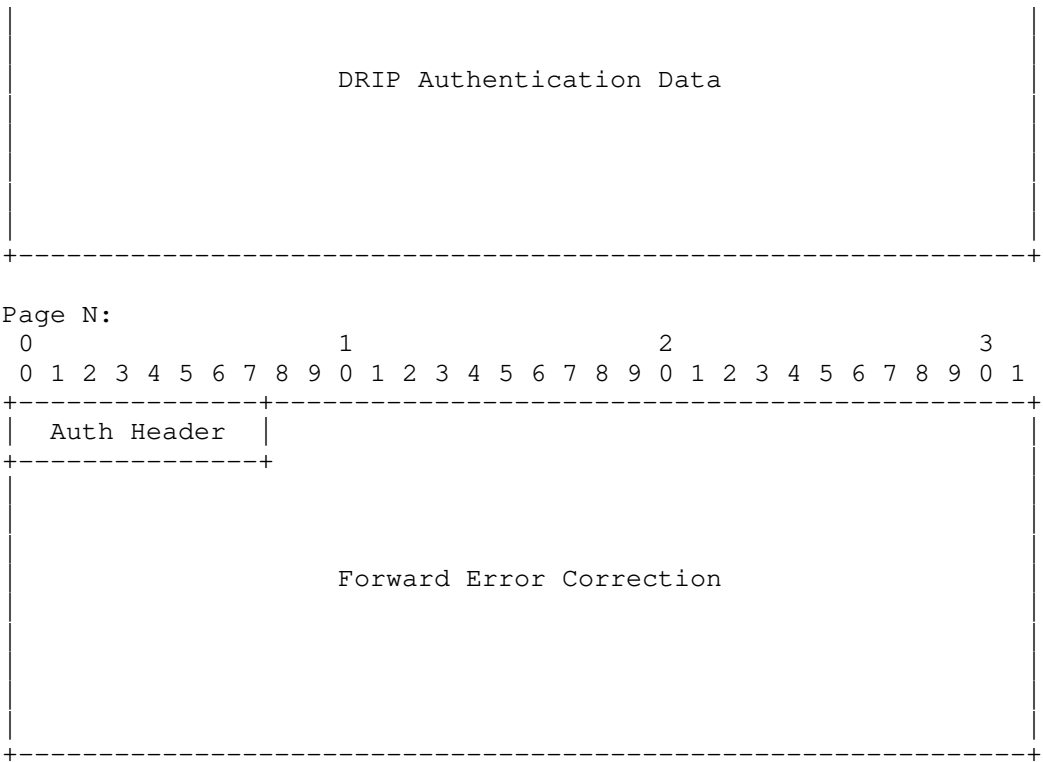 DRIP Authentication Data
+---------------------------------------------------------------+
Page N:
0 1 2 3
0 1 2 3 4 5 6 7 8 9 0 1 2 3 4 5 6 7 8 9 0 1 2 3 4 5 6 7 8 9 0 1
+---------------+-----------------------------------------------+
| Auth Header | |
+---------------+ |
Forward Error Correction
+---------------------------------------------------------------+